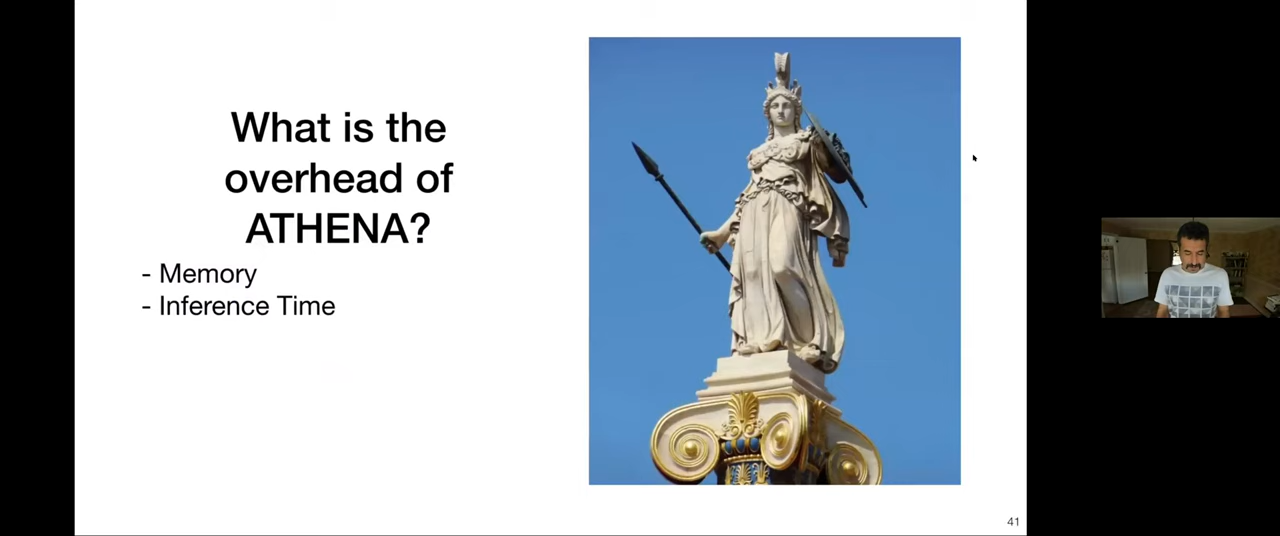 What is the
overhead of
ATHENA?
- Memory
- Inference Time
41